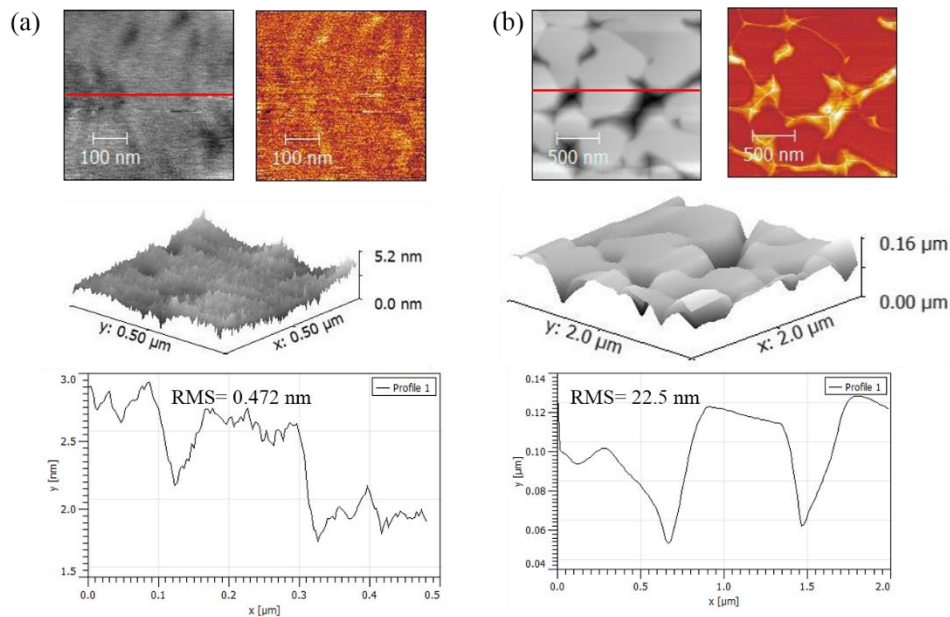 (a)
100 nm
100 nm
5.2 nm
0.0 nm
y: 0.50 µm
x: 0.50 µm
3.0
2.5
2.0
1.5
y [nm]
RMS= 0.472 nm
Profile 1
0.0
0.1
0.2
0.3
0.4
0.5
x [µm]
(b)
500 nm
500 nm
0.16 µm
0.00 µm
y: 2.0 µm
x: 2.0 µm
0.14
0.12
0.10
0.08
0.06
0.04
y [µm]
RMS= 22.5 nm
Profile 1
0.0
0.5
1.0
1.5
2.0
x [µm]